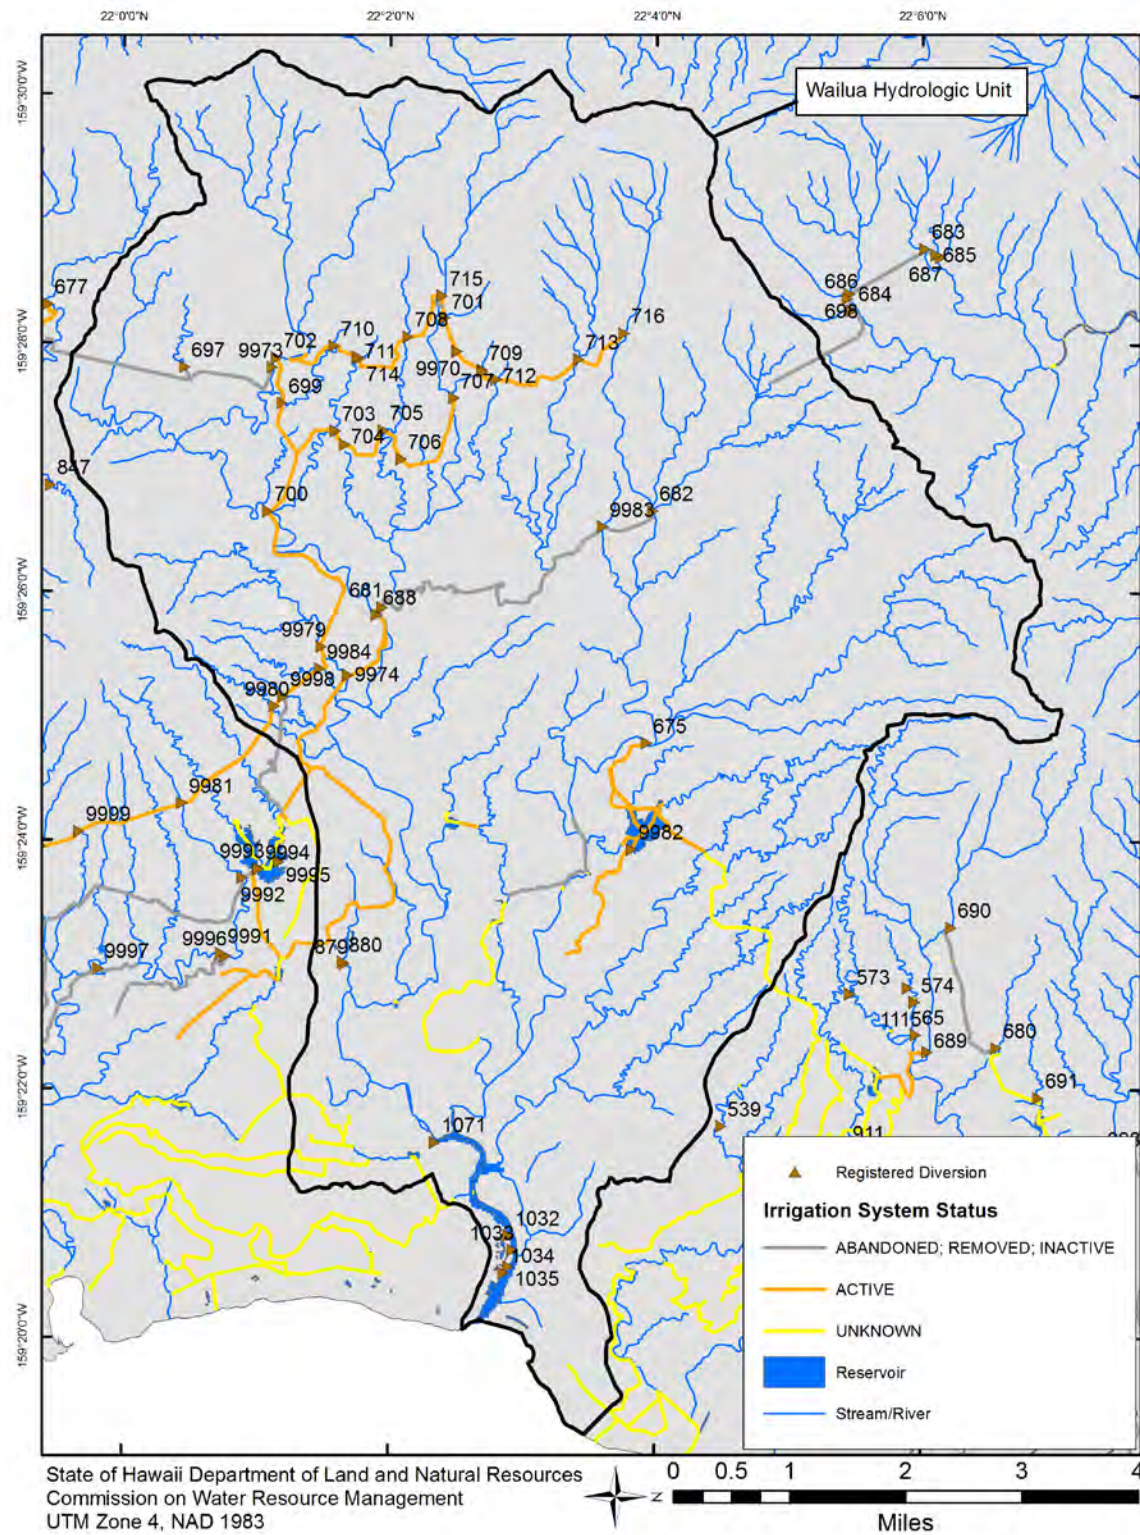 22°0'0"N
22°2'0"N
22°4'0"N
22°6'0"N
159°30'0"W
159°28'0"W
159°26'0"W
159°24'0"W
159°22'0"W
159°20'0"W
Wailua Hydrologic Unit
683
685
687
686
684
698
677
715
701
716
710
708
713
702
697
9973
711
709
9970
714
707
712
699
703
705
704
706
847
700
682
9983
681
688
9979
9984
9998
9974
9980
675
9981
9999
9982
9993
9994
9995
9992
690
9996
9991
879
880
9997
573
574
111
565
689
680
691
539
1071
911
1032
1033
1034
1035
Registered Diversion
Irrigation System Status
ABANDONED; REMOVED; INACTIVE
ACTIVE
UNKNOWN
Reservoir
Stream/River
State of Hawaii Department of Land and Natural Resources
Commission on Water Resource Management
UTM Zone 4, NAD 1983
N
0 0.5 1 2 3 4
Miles